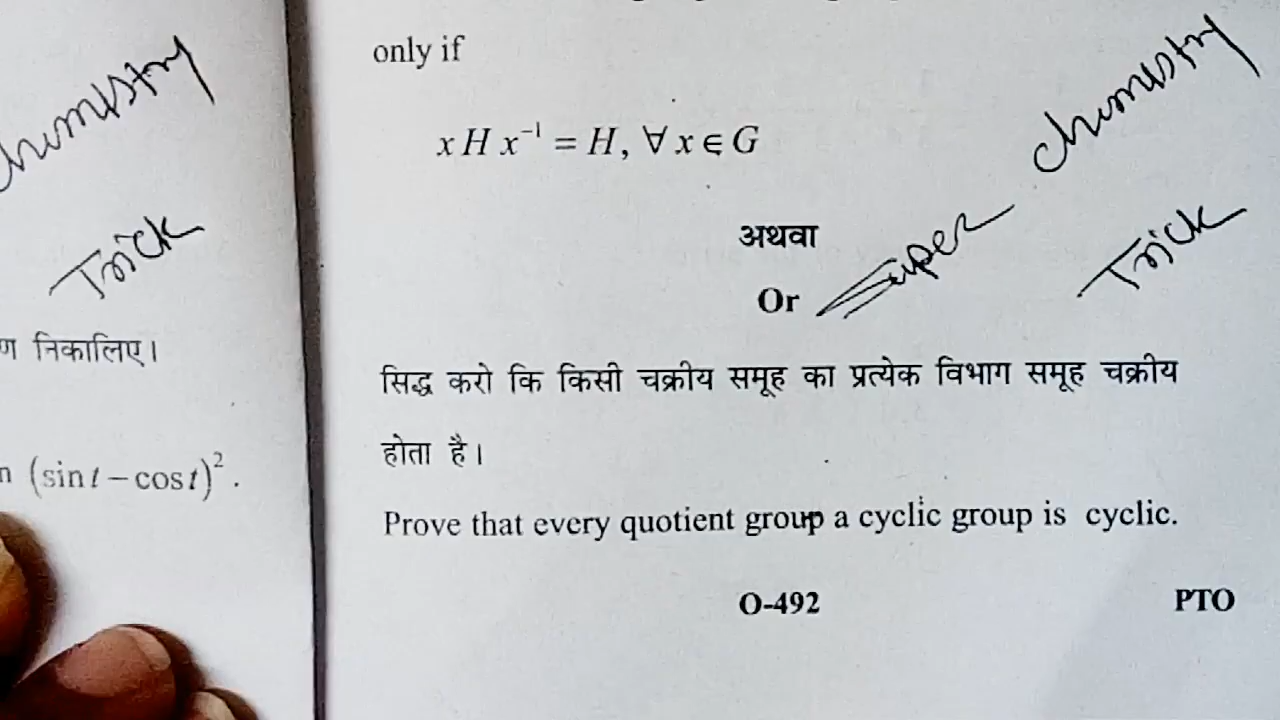 only if
x H x⁻¹ = H, ∀ x ∈ G
Chemistry
Trick
अथवा
Or
Super
Chemistry
Trick
निकालिए।
(sin t – cos t)².
सिद्ध करो कि किसी चक्रीय समूह का प्रत्येक विभाग समूह चक्रीय
होता है।
Prove that every quotient group a cyclic group is cyclic.
O-492
PTO